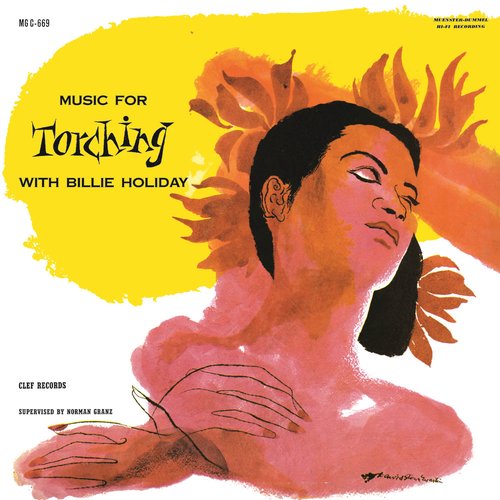 MG C-669
MUENSTER-DUMMEL
HI-FI RECORDING
MUSIC FOR
Torching
WITH BILLIE HOLIDAY
CLEF RECORDS
SUPERVISED BY NORMAN GRANZ